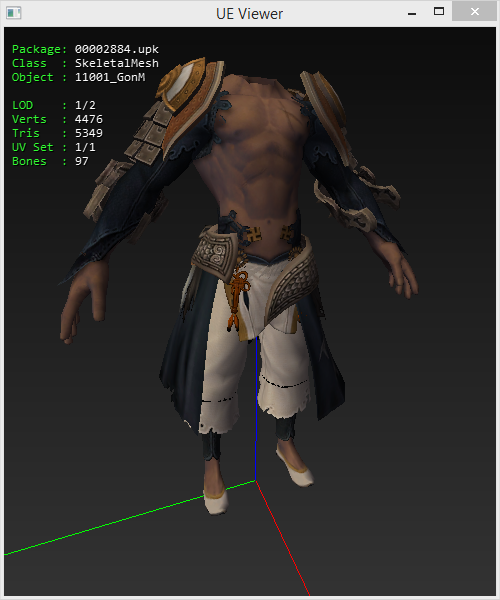 UE Viewer
Package: 00002884.upk
Class : SkeletalMesh
Object : 11001_GonM
LOD : 1/2
Verts : 4476
Tris : 5349
UV Set : 1/1
Bones : 97